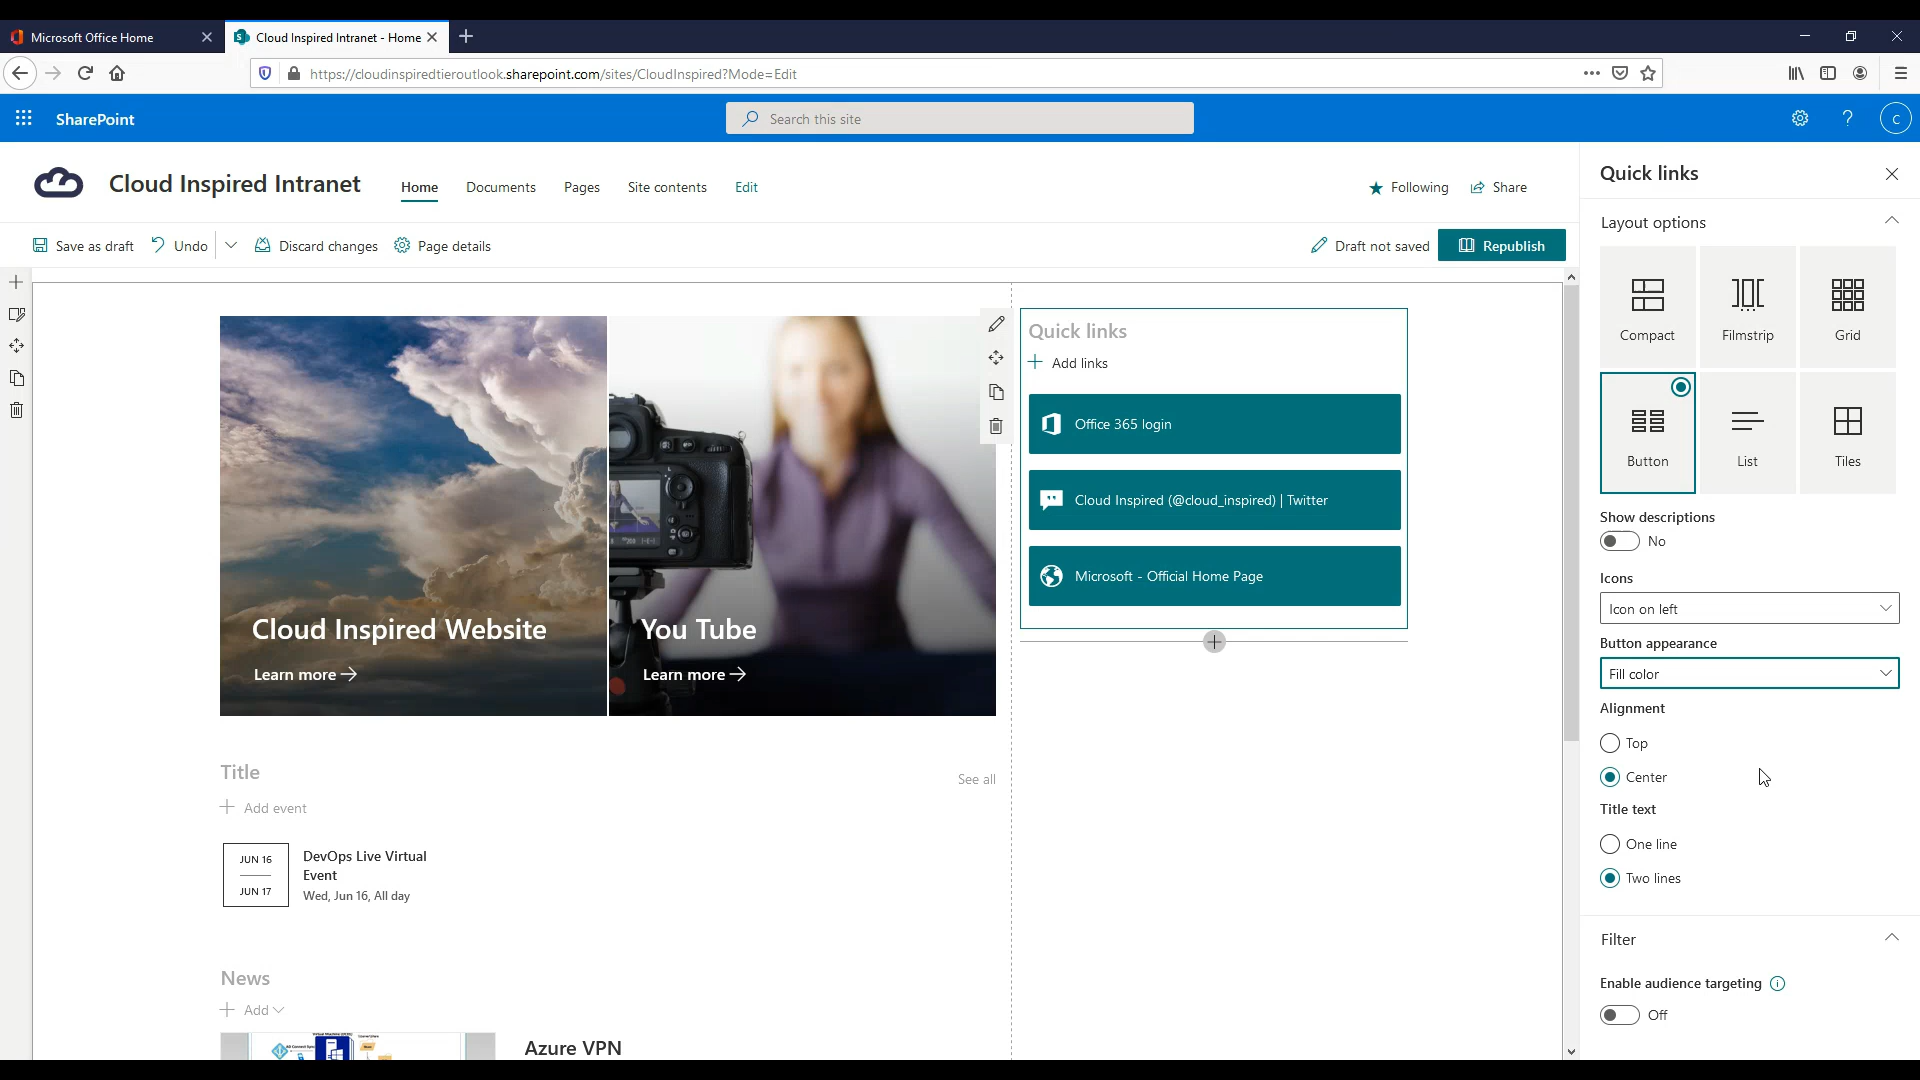 Microsoft Office Home
Cloud Inspired Intranet - Home
https://cloudinspiredtieroutlook.sharepoint.com/sites/CloudInspired?Mode=Edit
SharePoint
Search this site
?
C
Cloud Inspired Intranet
Home
Documents
Pages
Site contents
Edit
Following
Share
Save as draft
Undo
Discard changes
Page details
Draft not saved
Republish
Cloud Inspired Website
Learn more
You Tube
Learn more
Quick links
Add links
Office 365 login
Cloud Inspired (@cloud_inspired) | Twitter
Microsoft - Official Home Page
Title
See all
Add event
JUN 16
JUN 17
DevOps Live Virtual
Event
Wed, Jun 16, All day
News
Add
Azure VPN
Quick links
Layout options
Compact
Filmstrip
Grid
Button
List
Tiles
Show descriptions
No
Icons
Icon on left
Button appearance
Fill color
Alignment
Top
Center
Title text
One line
Two lines
Filter
Enable audience targeting
Off